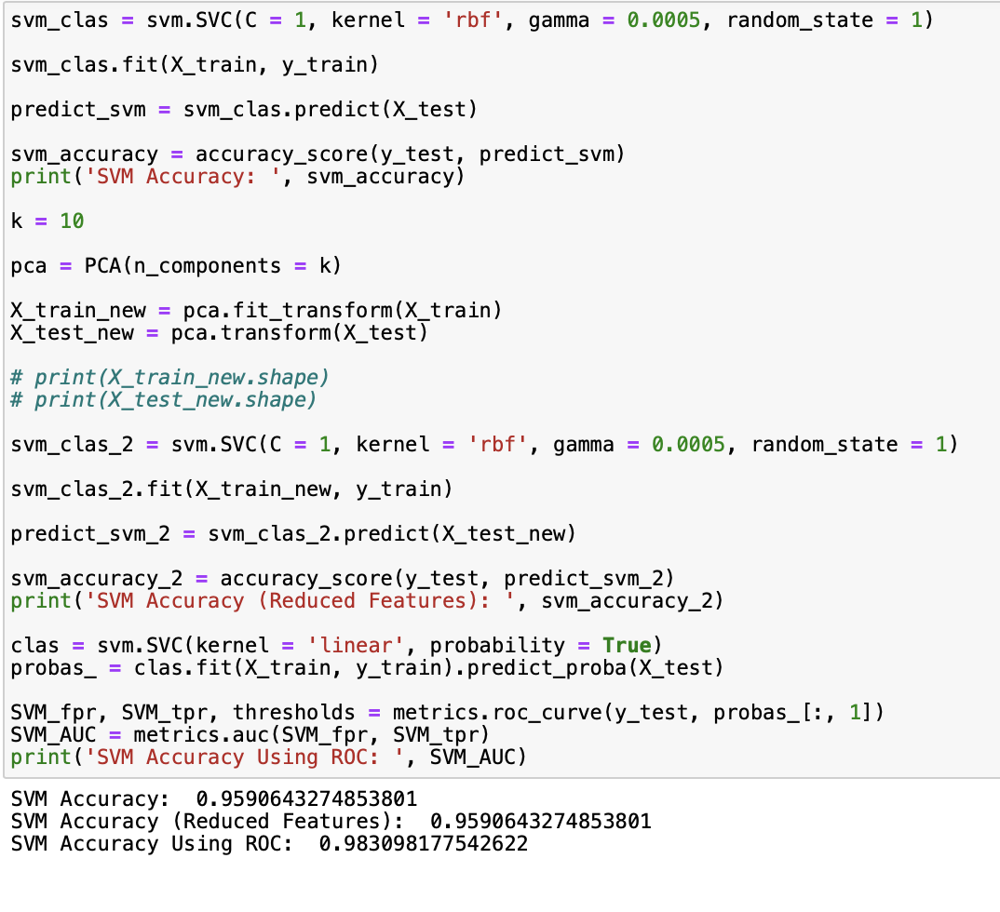 svm_clas = svm.SVC(C = 1, kernel = 'rbf', gamma = 0.0005, random_state = 1)
svm_clas.fit(X_train, y_train)
predict_svm = svm_clas.predict(X_test)
svm_accuracy = accuracy_score(y_test, predict_svm)
print('SVM Accuracy: ', svm_accuracy)
k = 10
pca = PCA(n_components = k)
X_train_new = pca.fit_transform(X_train)
X_test_new = pca.transform(X_test)
# print(X_train_new.shape)
# print(X_test_new.shape)
svm_clas_2 = svm.SVC(C = 1, kernel = 'rbf', gamma = 0.0005, random_state = 1)
svm_clas_2.fit(X_train_new, y_train)
predict_svm_2 = svm_clas_2.predict(X_test_new)
svm_accuracy_2 = accuracy_score(y_test, predict_svm_2)
print('SVM Accuracy (Reduced Features): ', svm_accuracy_2)
clas = svm.SVC(kernel = 'linear', probability = True)
probas_ = clas.fit(X_train, y_train).predict_proba(X_test)
SVM_fpr, SVM_tpr, thresholds = metrics.roc_curve(y_test, probas_[:, 1])
SVM_AUC = metrics.auc(SVM_fpr, SVM_tpr)
print('SVM Accuracy Using ROC: ', SVM_AUC)
SVM Accuracy:  0.9590643274853801
SVM Accuracy (Reduced Features):  0.9590643274853801
SVM Accuracy Using ROC:  0.983098177542622